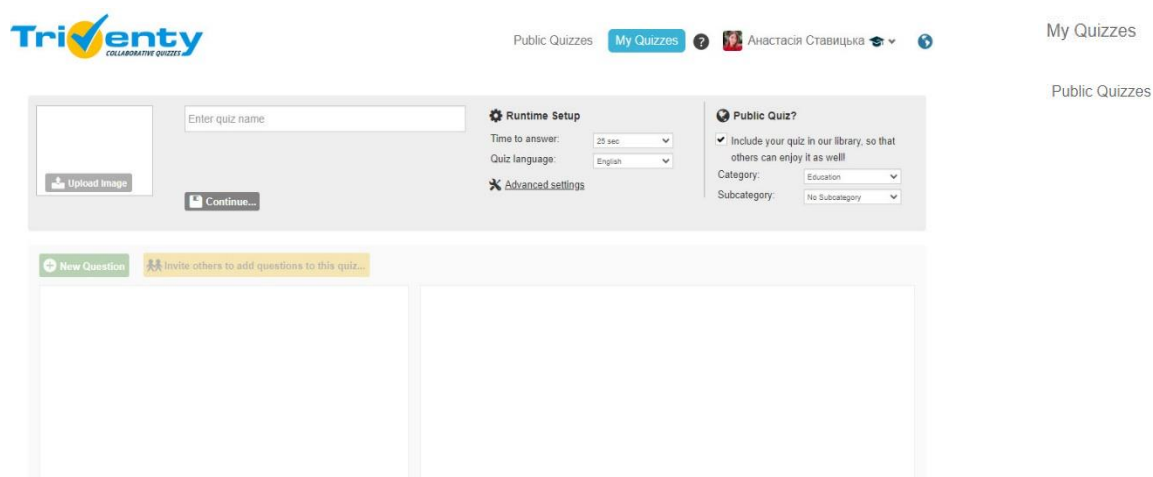 Triventy
COLLABORATIVE QUIZZES
Public Quizzes My Quizzes ? Анастасія Ставицька
My Quizzes
Public Quizzes
Enter quiz name
Upload Image
Continue...
Runtime Setup
Time to answer: 25 sec
Quiz language: English
Advanced settings
Public Quiz?
Include your quiz in our library, so that
others can enjoy it as well!
Category: Education
Subcategory: No Subcategory
New Question Invite others to add questions to this quiz...